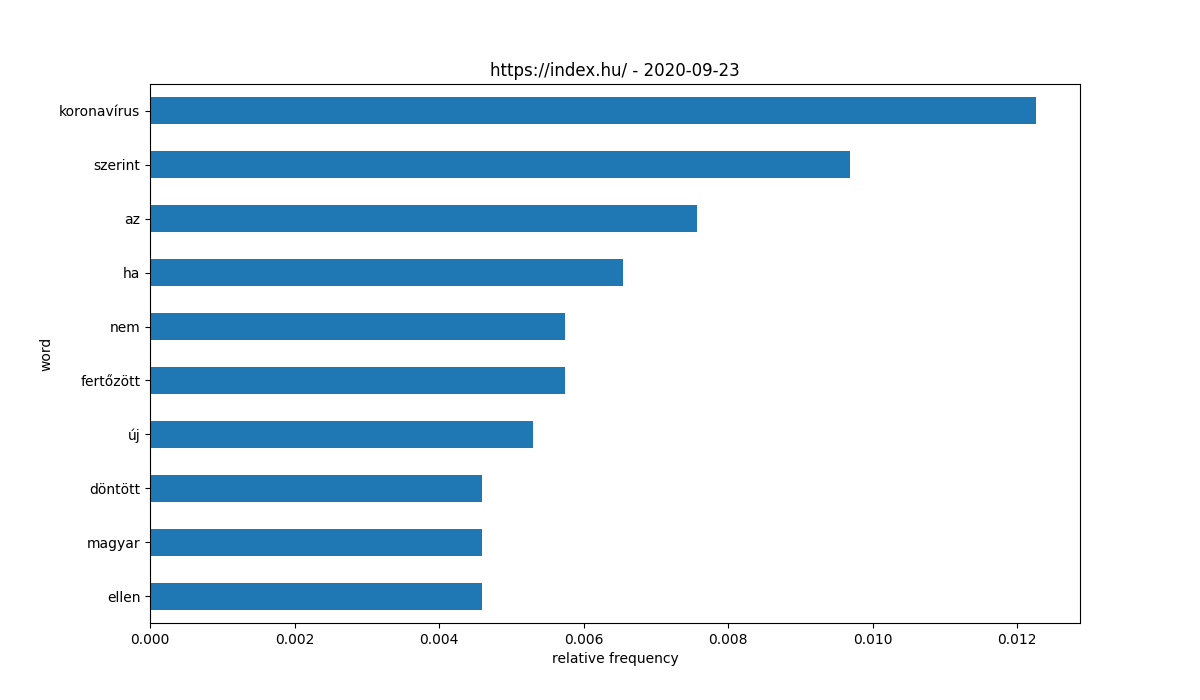 https://index.hu/ - 2020-09-23
koronavírus
szerint
az
ha
nem
fertőzött
új
döntött
magyar
ellen
word
0.000 0.002 0.004 0.006 0.008 0.010 0.012
relative frequency